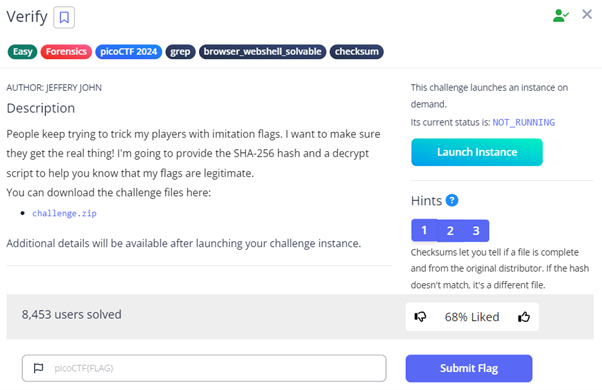 Verify
Easy Forensics picoCTF 2024 grep browser_webshell_solvable checksum
AUTHOR: JEFFERY JOHN
Description
People keep trying to trick my players with imitation flags. I want to make sure
they get the real thing! I'm going to provide the SHA-256 hash and a decrypt
script to help you know that my flags are legitimate.
You can download the challenge files here:
challenge.zip
Additional details will be available after launching your challenge instance.
This challenge launches an instance on
demand.
Its current status is: NOT_RUNNING
Launch Instance
Hints ?
1 2 3
Checksums let you tell if a file is complete
and from the original distributor. If the hash
doesn't match, it's a different file.
8,453 users solved
68% Liked
picoCTF{FLAG}
Submit Flag